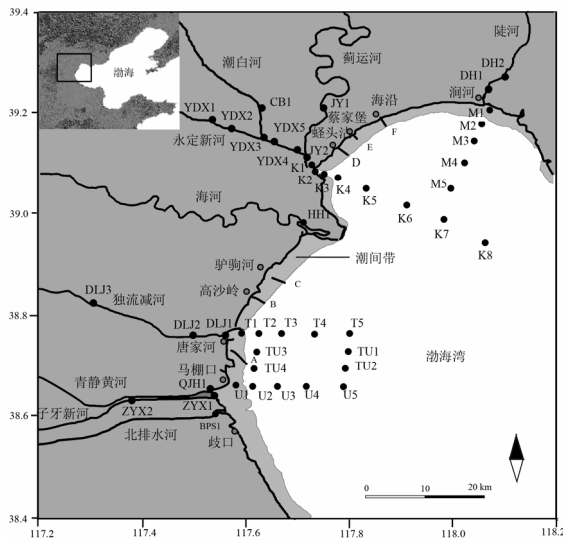 39.4
39.2
39.0
38.8
38.6
38.4
117.2
117.4
117.6
117.8
118.0
118.2
渤海
潮白河
蓟运河
陡河
DH2
DH1
涧河
CB1
JY1
海沿
蔡家堡
蛏头沽
YDX1
YDX2
YDX5
永定新河
YDX3
YDX4
JY2
F
E
D
M1
M2
M3
M4
M5
K1
K2
K3
K4
K5
K6
K7
K8
海河
HH1
潮间带
驴驹河
高沙岭
C
B
DLJ3
独流减河
DLJ2
DLJ1
T1
T2
T3
T4
T5
唐家河
A
TU3
TU4
TU1
TU2
渤海湾
马棚口
青静黄河
QJH1
U1
U2
U3
U4
U5
子牙新河
ZYX2
ZYX1
北排水河
BPS1
歧口
0
10
20 km